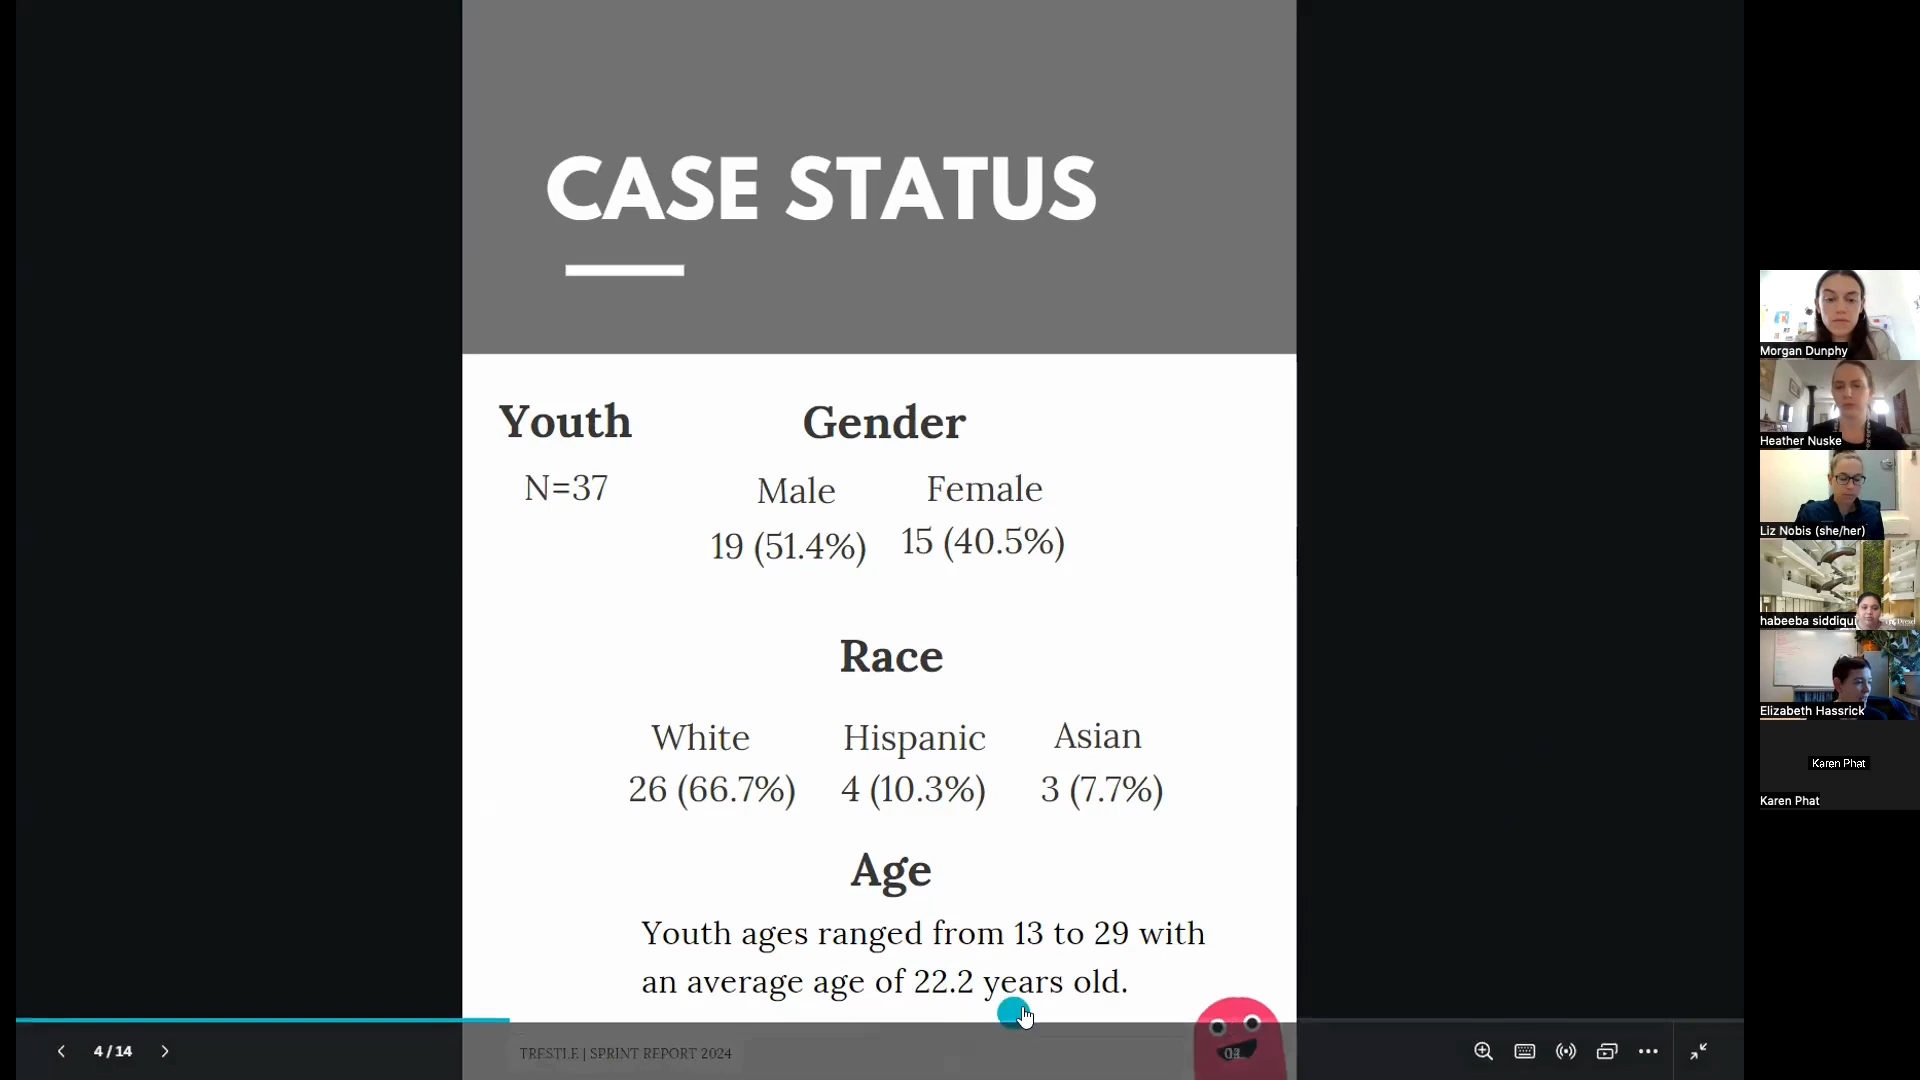 CASE STATUS
Youth
Gender
N=37
Male
Female
19 (51.4%)
15 (40.5%)
Race
White
Hispanic
Asian
26 (66.7%)
4 (10.3%)
3 (7.7%)
Age
Youth ages ranged from 13 to 29 with
an average age of 22.2 years old.
4/14
TRESTLE | SPRINT REPORT 2024
Morgan Dunphy
Heather Nuske
Liz Nobis (she/her)
habeeba siddiqui
Elizabeth Hassrick
Karen Phat
Karen Phat